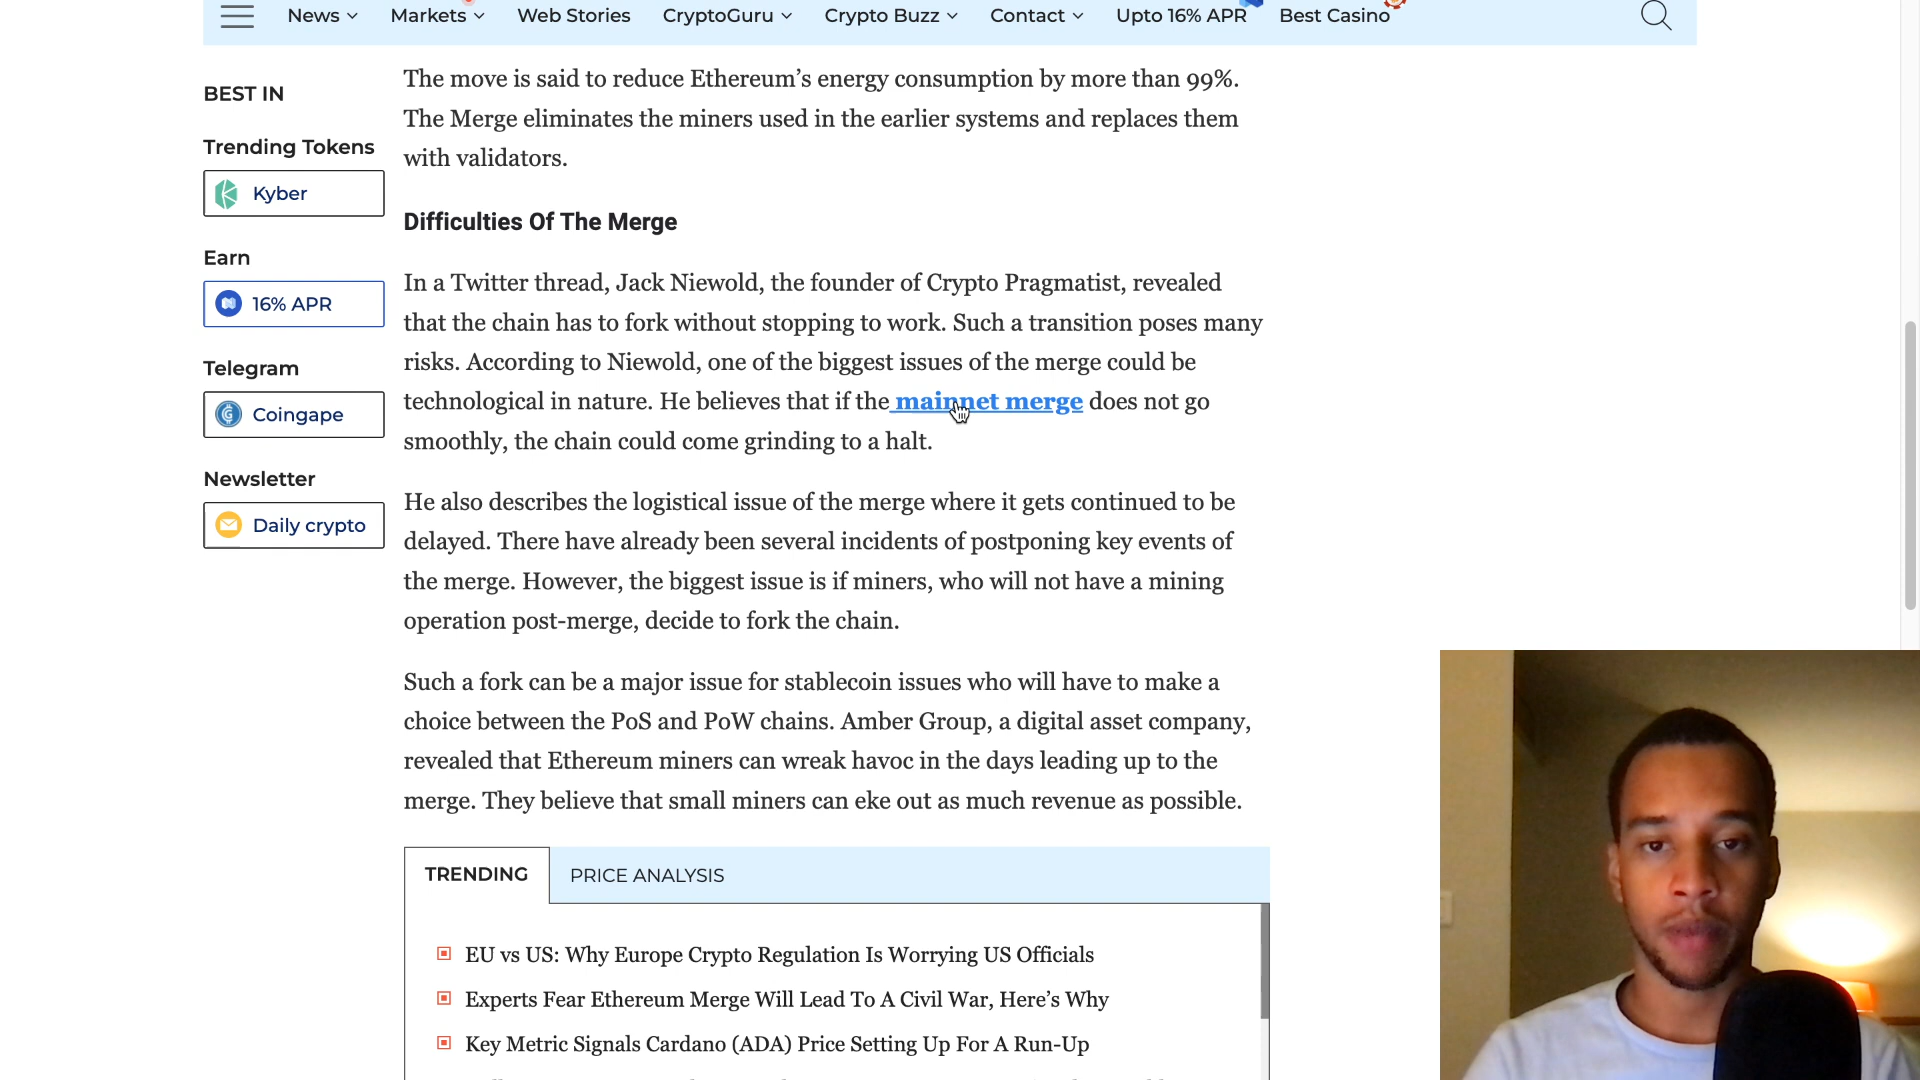 News Markets Web Stories CryptoGuru Crypto Buzz Contact Upto 16% APR Best Casino
BEST IN
Trending Tokens
Kyber
Earn
16% APR
Telegram
Coingape
Newsletter
Daily crypto
The move is said to reduce Ethereum’s energy consumption by more than 99%.
The Merge eliminates the miners used in the earlier systems and replaces them
with validators.
Difficulties Of The Merge
In a Twitter thread, Jack Niewold, the founder of Crypto Pragmatist, revealed
that the chain has to fork without stopping to work. Such a transition poses many
risks. According to Niewold, one of the biggest issues of the merge could be
technological in nature. He believes that if the mainnet merge does not go
smoothly, the chain could come grinding to a halt.
He also describes the logistical issue of the merge where it gets continued to be
delayed. There have already been several incidents of postponing key events of
the merge. However, the biggest issue is if miners, who will not have a mining
operation post-merge, decide to fork the chain.
Such a fork can be a major issue for stablecoin issues who will have to make a
choice between the PoS and PoW chains. Amber Group, a digital asset company,
revealed that Ethereum miners can wreak havoc in the days leading up to the
merge. They believe that small miners can eke out as much revenue as possible.
TRENDING PRICE ANALYSIS
EU vs US: Why Europe Crypto Regulation Is Worrying US Officials
Experts Fear Ethereum Merge Will Lead To A Civil War, Here’s Why
Key Metric Signals Cardano (ADA) Price Setting Up For A Run-Up